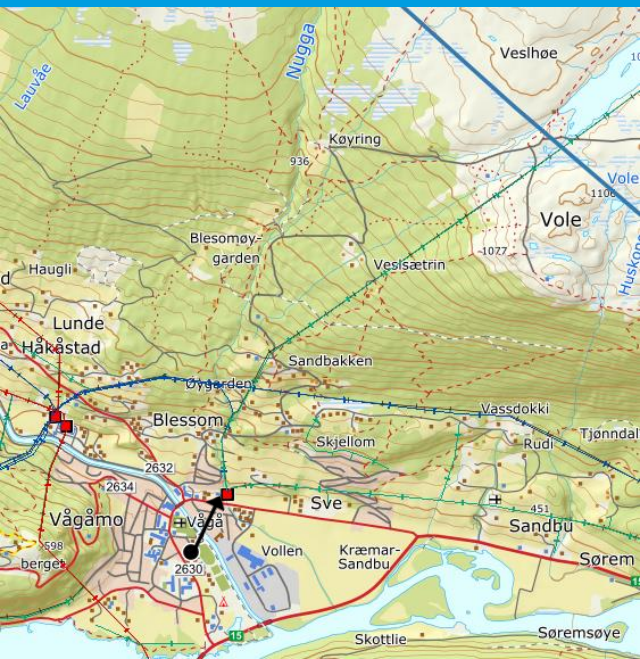 Nugga
Veslhøe
Lauvåe
Køyring
936
Vole
1106
Vole
Blesomøy-
garden
1077
Veslsætrin
Haugli
Lunde
Håkåstad
Sandbakken
Øygarden
Blessom
Vassdokki
Skjellom
Rudi
2632
2634
Sve
451
Vågåmo
Vågå
Sandbu
598
berget
2630
Vollen
Kræmar-
Sandbu
Sørem
15
15
Skottlie
Søremsøye